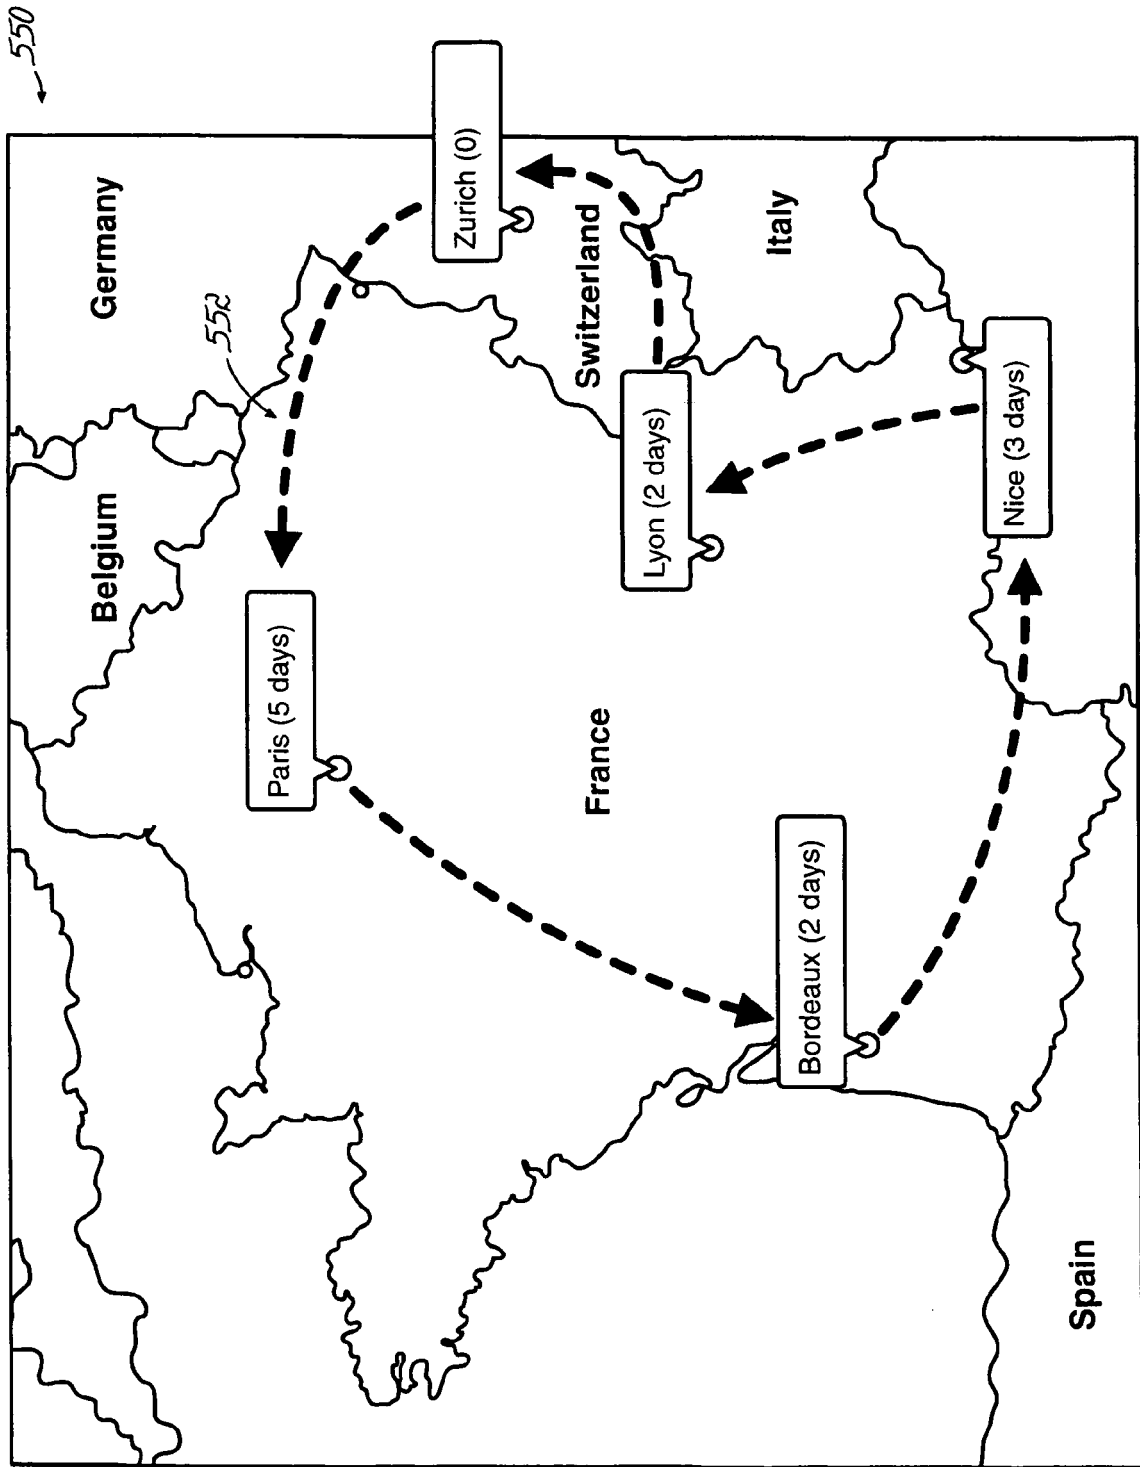 550
Germany
552
Belgium
Zurich (0)
Paris (5 days)
Switzerland
Italy
Lyon (2 days)
France
Nice (3 days)
Bordeaux (2 days)
Spain